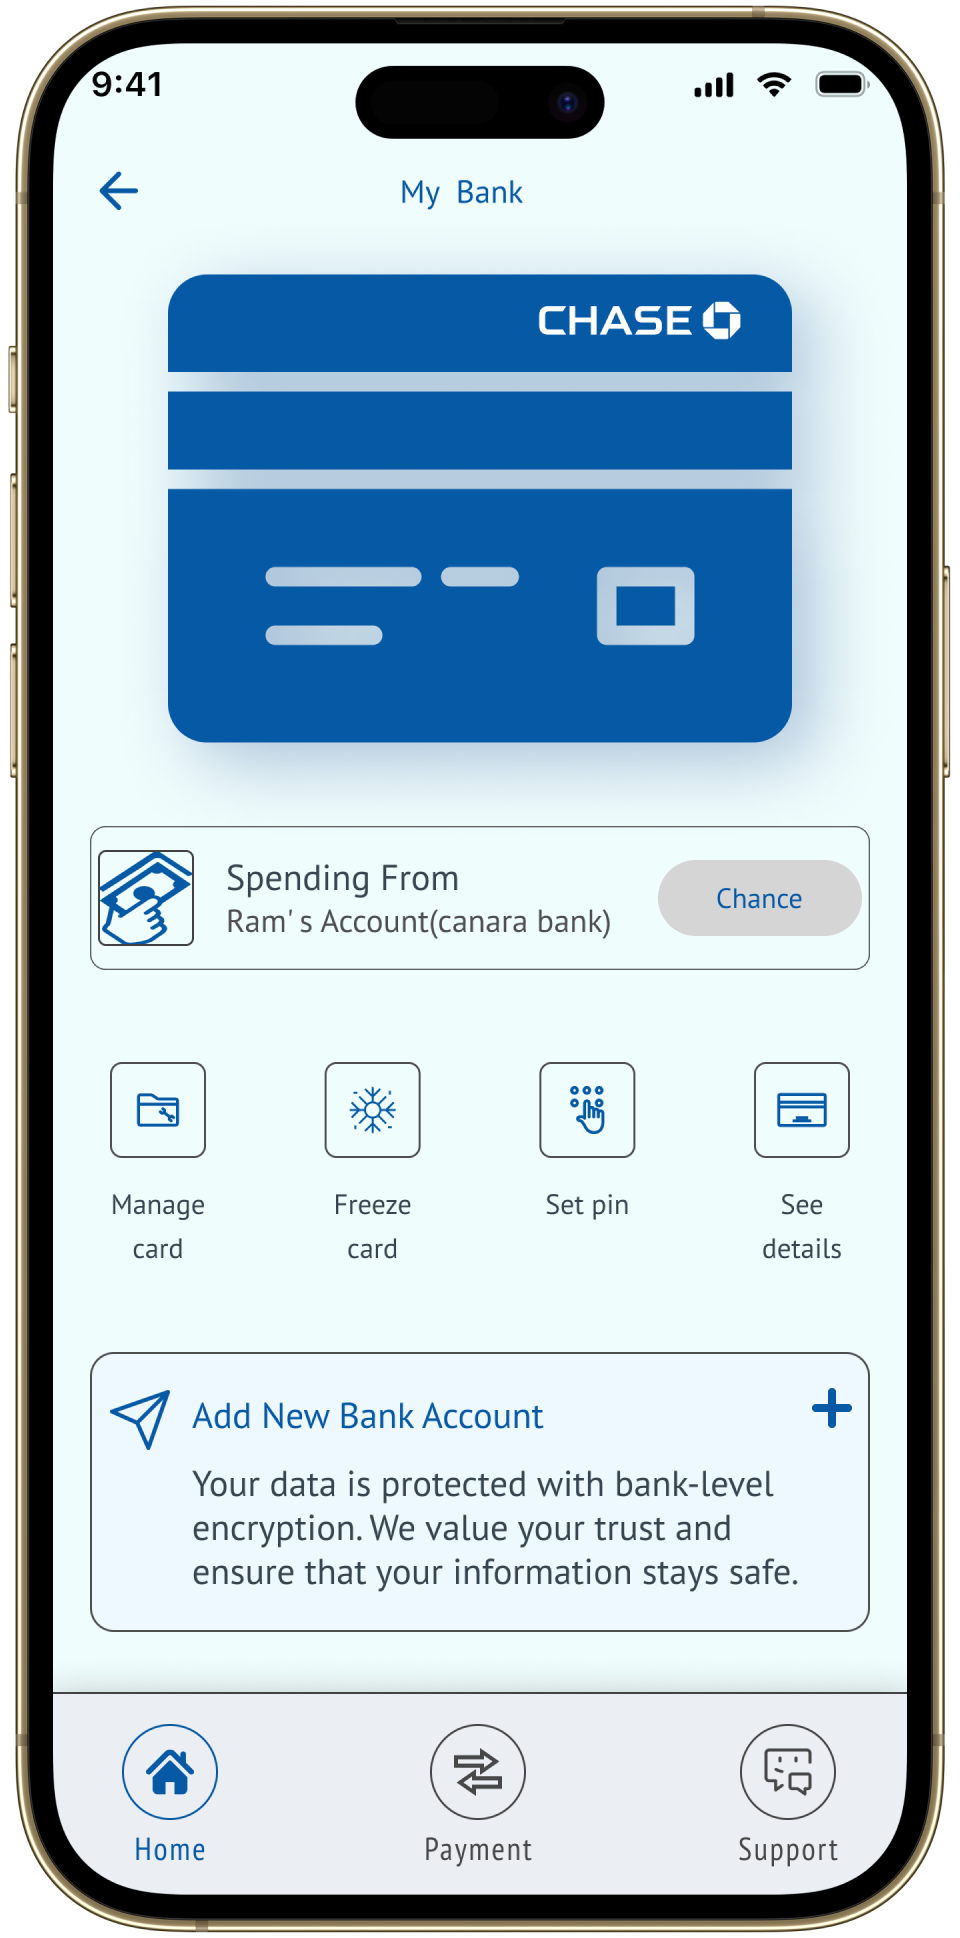 9:41
My Bank
CHASE
Spending From
Ram' s Account(canara bank)
Chance
Manage
card
Freeze
card
Set pin
See
details
Add New Bank Account
Your data is protected with bank-level
encryption. We value your trust and
ensure that your information stays safe.
Home
Payment
Support